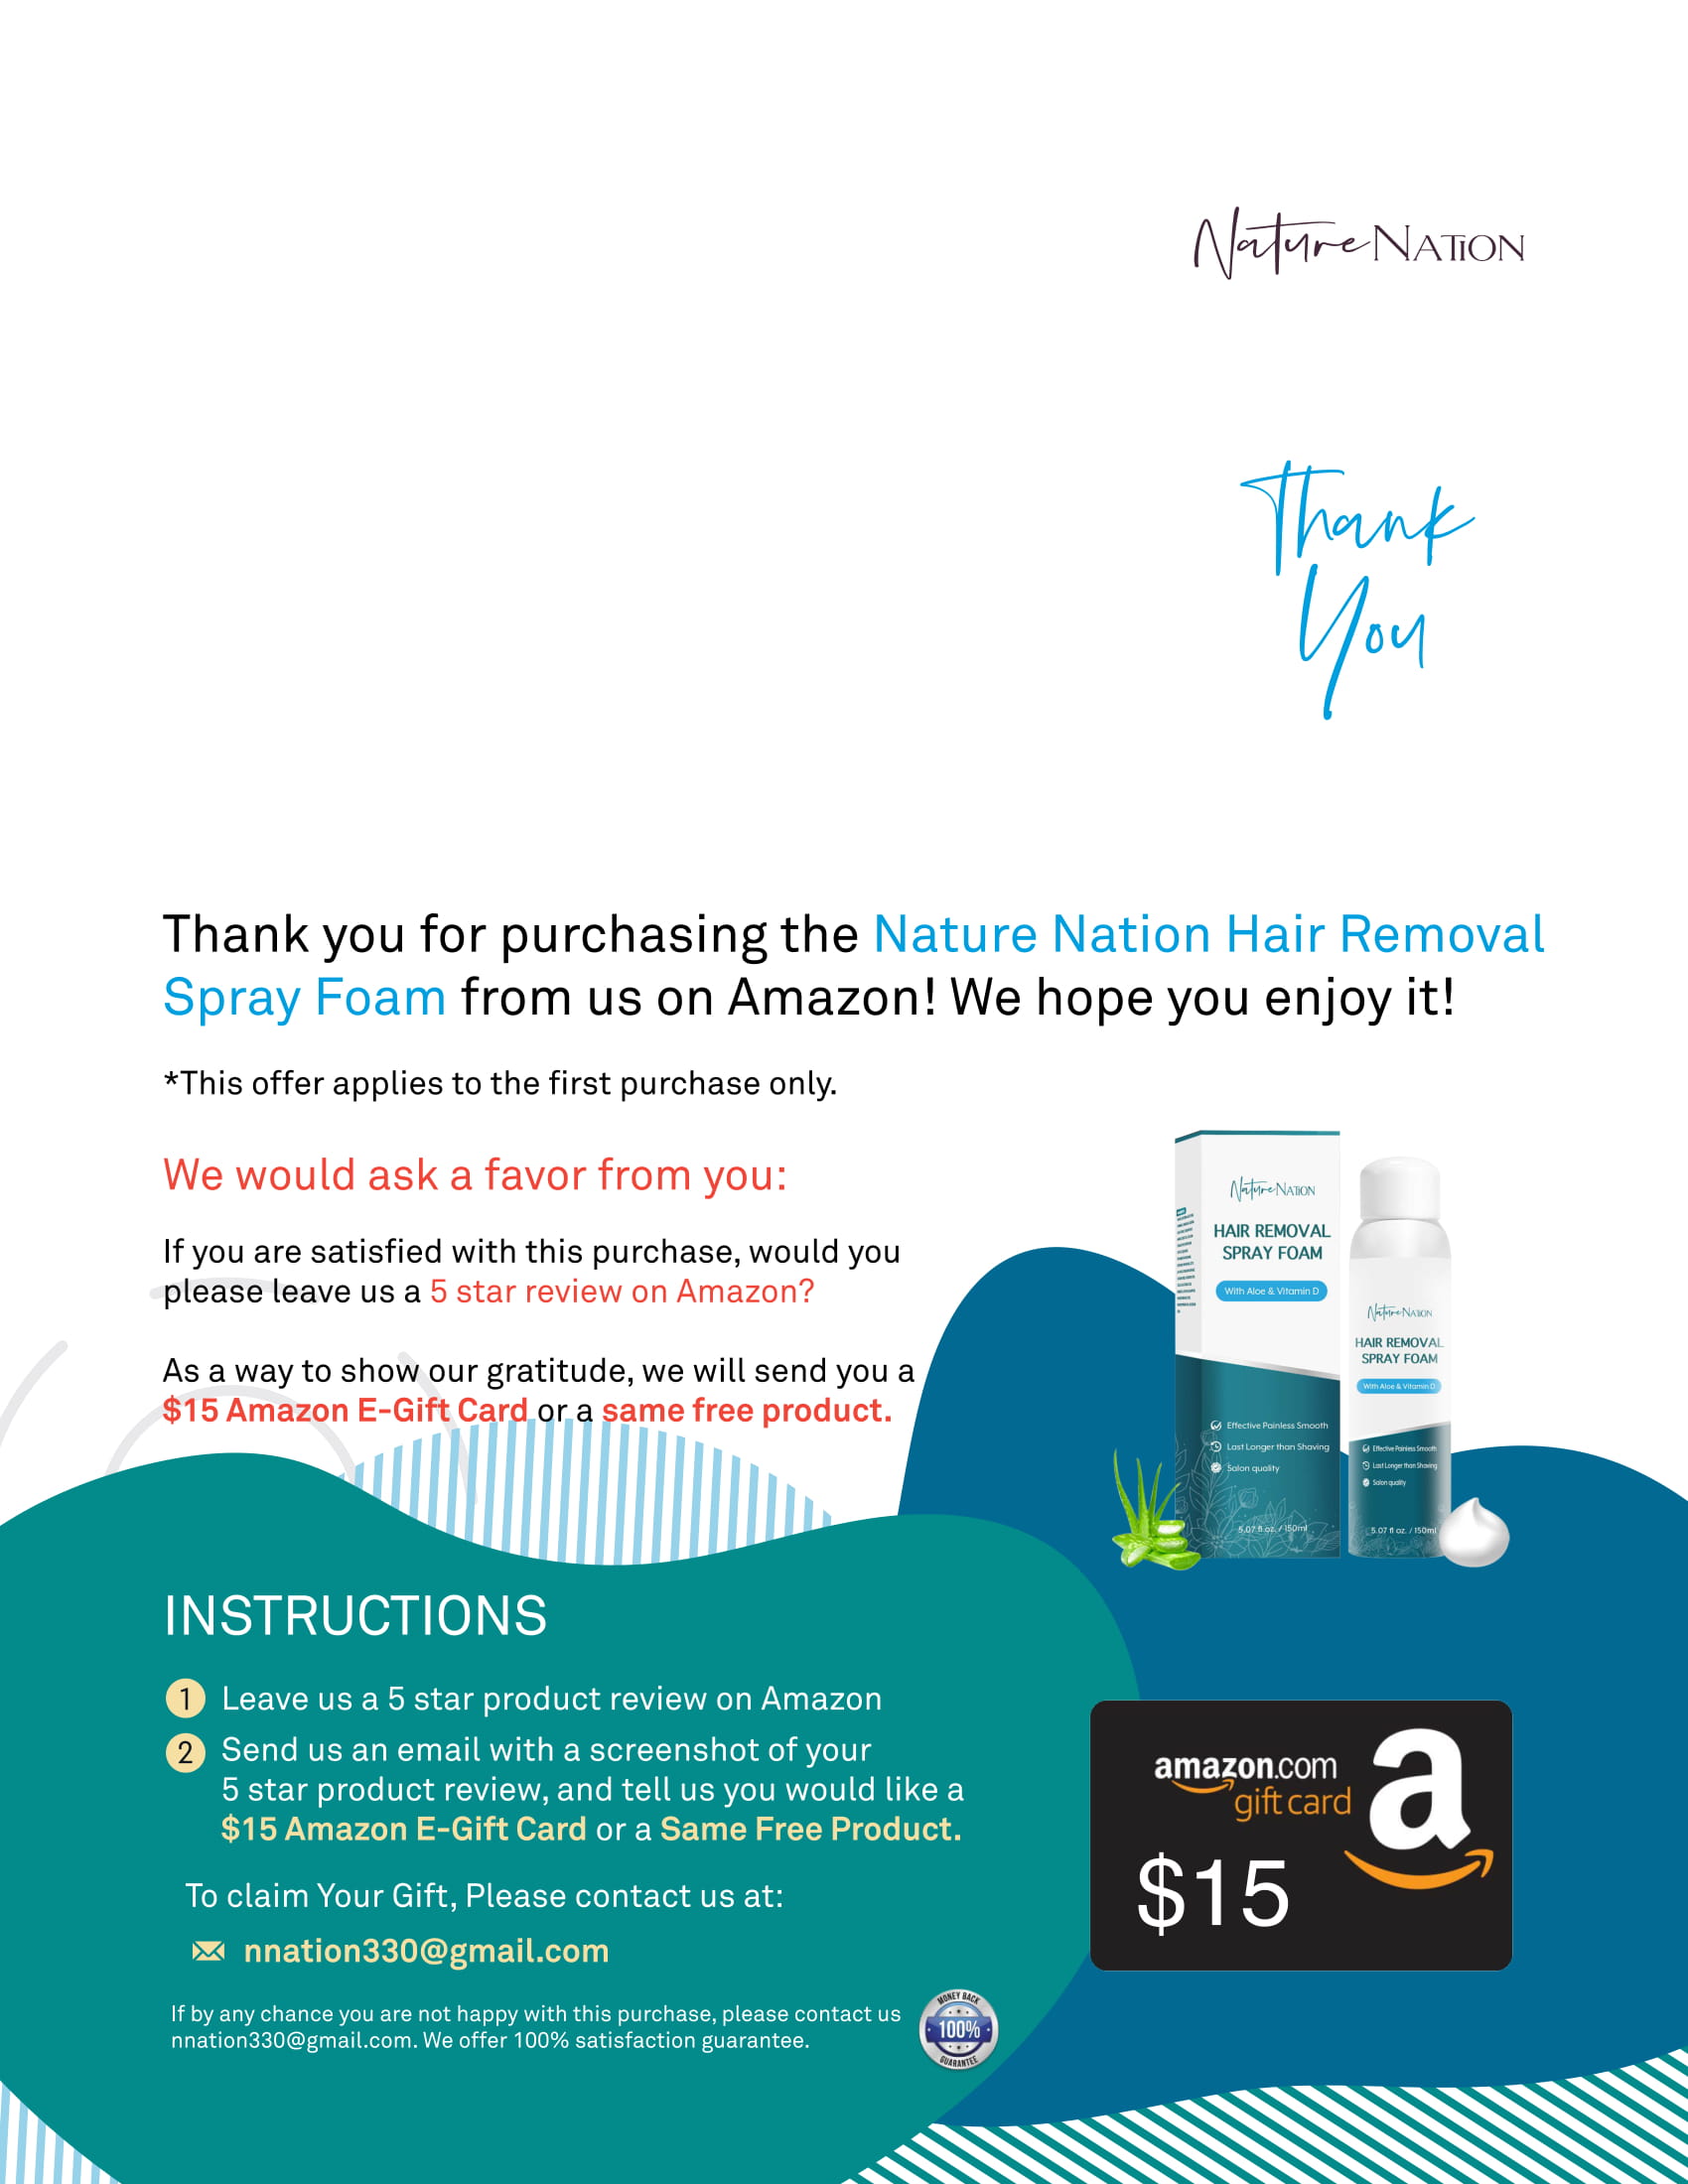 Nature NATION
Thank
You
Thank you for purchasing the Nature Nation Hair Removal
Spray Foam from us on Amazon! We hope you enjoy it!
*This offer applies to the first purchase only.
We would ask a favor from you:
If you are satisfied with this purchase, would you
please leave us a 5 star review on Amazon?
As a way to show our gratitude, we will send you a
$15 Amazon E-Gift Card or a same free product.
Nature NATION
HAIR REMOVAL
SPRAY FOAM
With Aloe & Vitamin D
Effective Painless Smooth
Last Longer than Shaving
Salon quality
5.07 fl oz. / 150ml
Nature NATION
HAIR REMOVAL
SPRAY FOAM
With Aloe & Vitamin D
Effective Painless Smooth
Last Longer than Shaving
Salon quality
5.07 fl oz. / 150ml
INSTRUCTIONS
1 Leave us a 5 star product review on Amazon
2 Send us an email with a screenshot of your
5 star product review, and tell us you would like a
$15 Amazon E-Gift Card or a Same Free Product.
To claim Your Gift, Please contact us at:
nnation330@gmail.com
If by any chance you are not happy with this purchase, please contact us
nnation330@gmail.com. We offer 100% satisfaction guarantee.
MONEY BACK
100%
GUARANTEE
amazon.com
gift card
a
$15